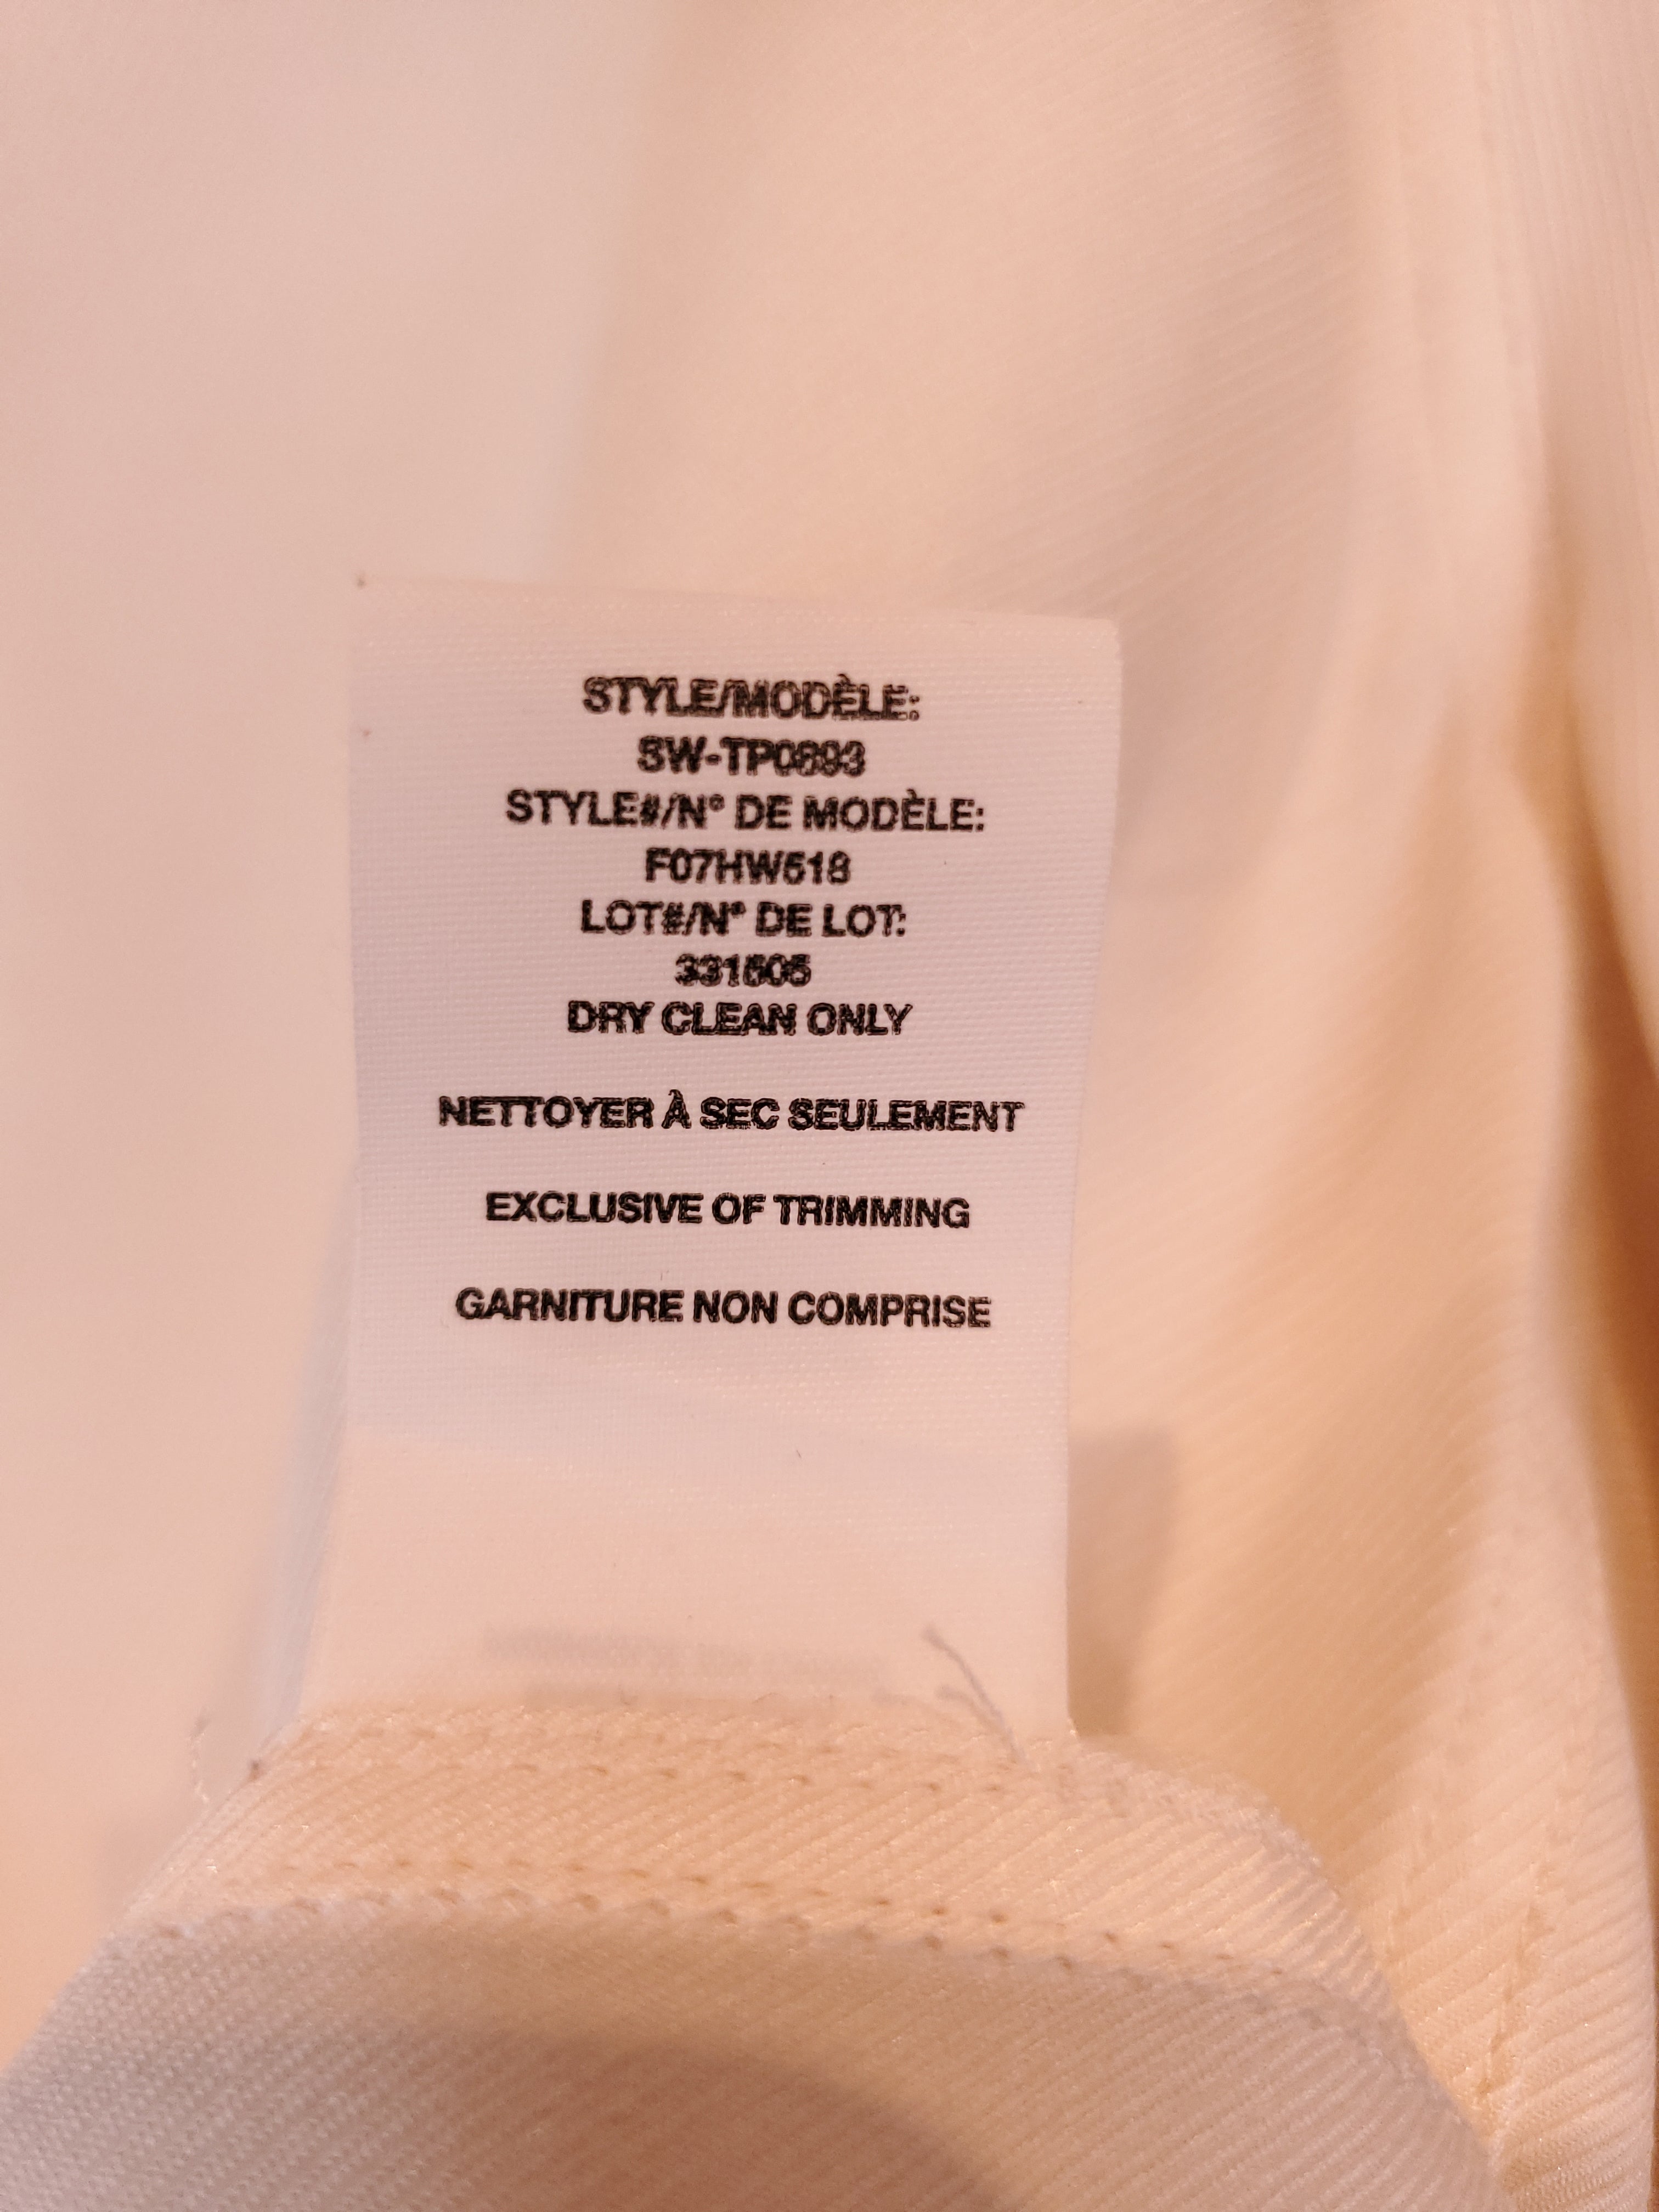 STYLE/MODÈLE:
SW-TP0893
STYLE#/N° DE MODÈLE:
F07HW518
LOT#/N° DE LOT:
331505
DRY CLEAN ONLY
NETTOYER À SEC SEULEMENT
EXCLUSIVE OF TRIMMING
GARNITURE NON COMPRISE